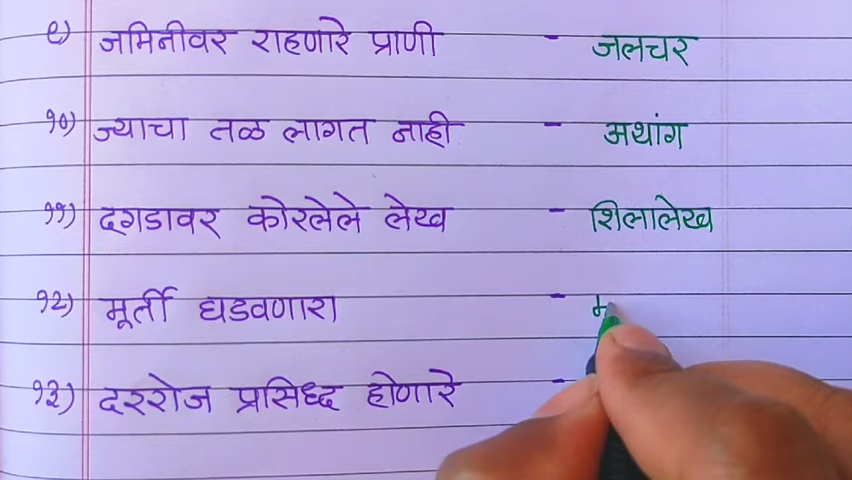 ९) जमिनीवर राहणारे प्राणी - जलचर
१०) ज्याचा तळ लागत नाही - अथांग
११) दगडावर कोरलेले लेख - शिलालेख
१२) मूर्ती घडवणारा -
१३) दररोज प्रसिध्द होणारे -